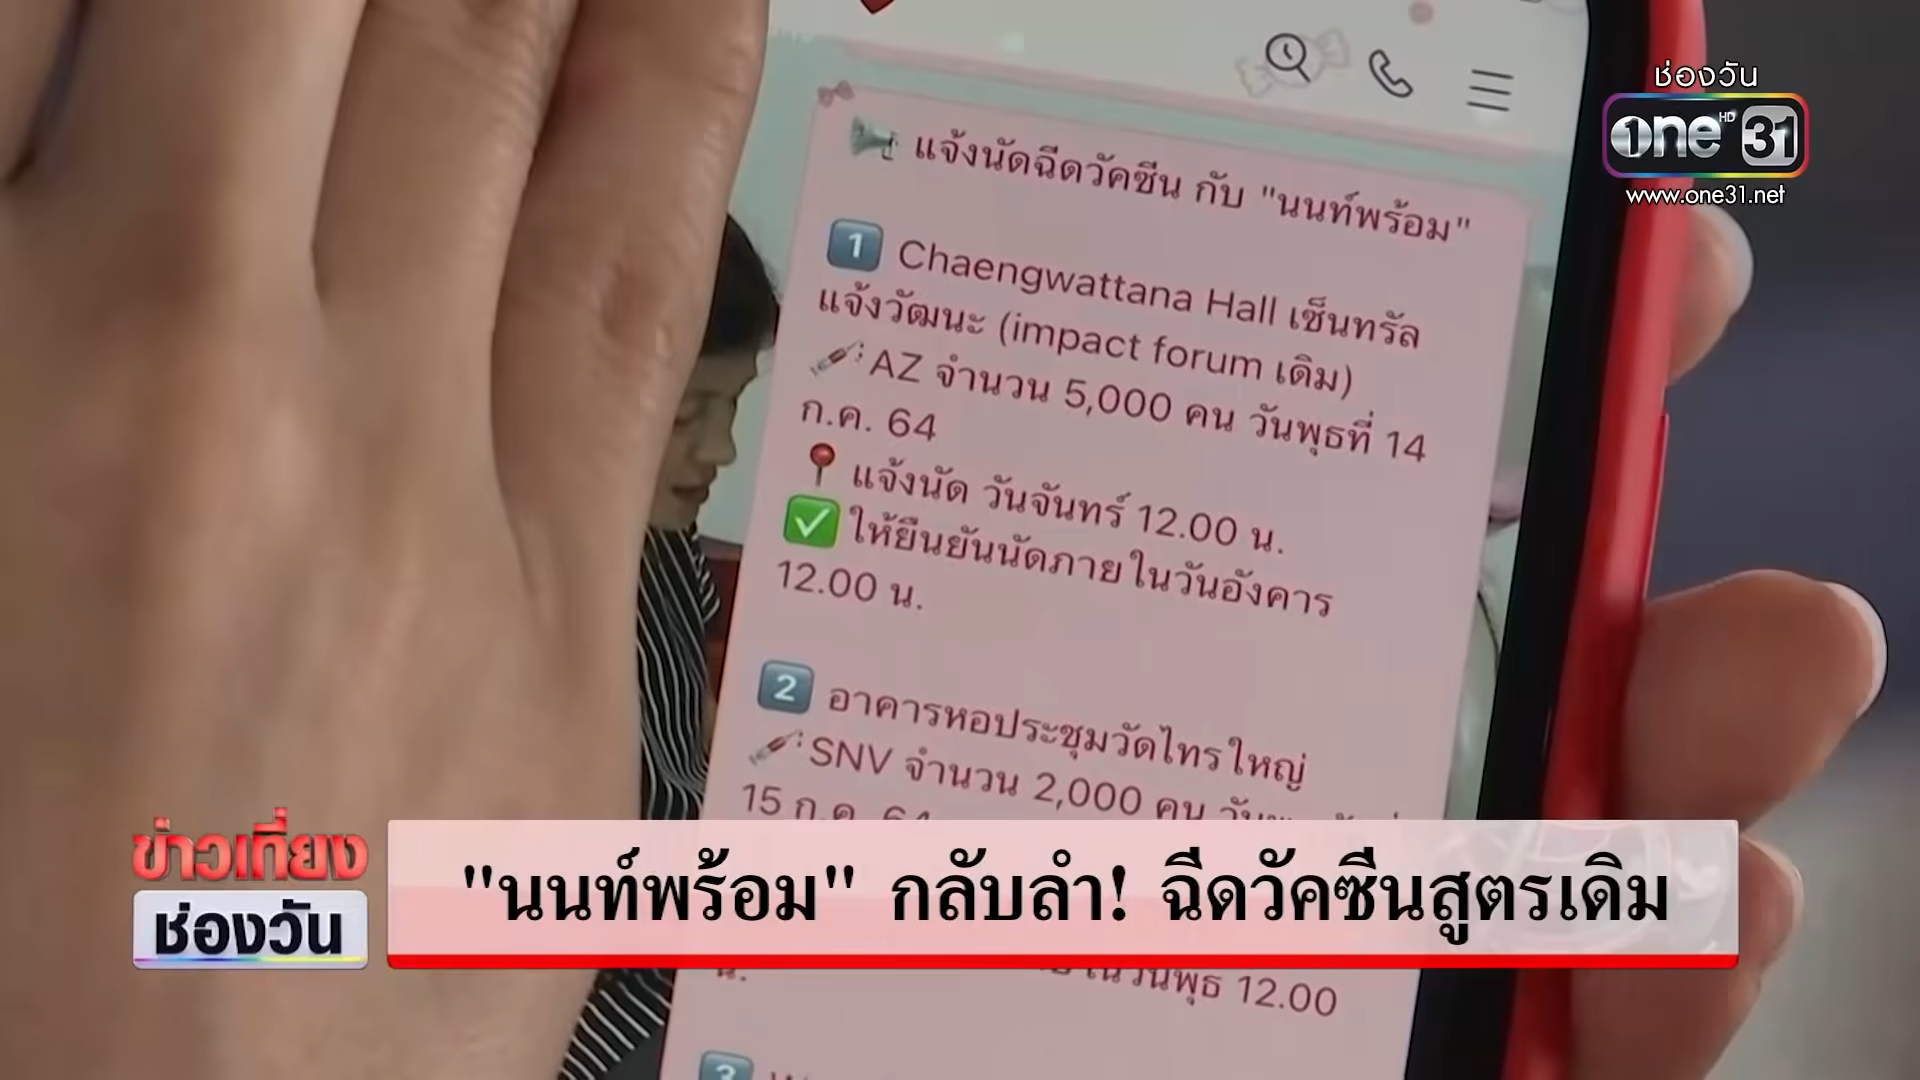 ช่องวัน
one HD 31
www.one31.net
แจ้งนัดฉีดวัคซีน กับ "นนท์พร้อม"
1 Chaengwattana Hall เซ็นทรัล
แจ้งวัฒนะ (impact forum เดิม)
AZ จำนวน 5,000 คน วันพุธที่ 14
ก.ค. 64
แจ้งนัด วันจันทร์ 12.00 น.
ให้ยืนยันนัดภายในวันอังคาร
12.00 น.
2 อาคารหอประชุมวัดไทรใหญ่
SNV จำนวน 2,000 คน
15 ก.ค. 64
ข่าวเที่ยง
ช่องวัน
"นนท์พร้อม" กลับลำ! ฉีดวัคซีนสูตรเดิม
น.
ในวันพุธ 12.00
3